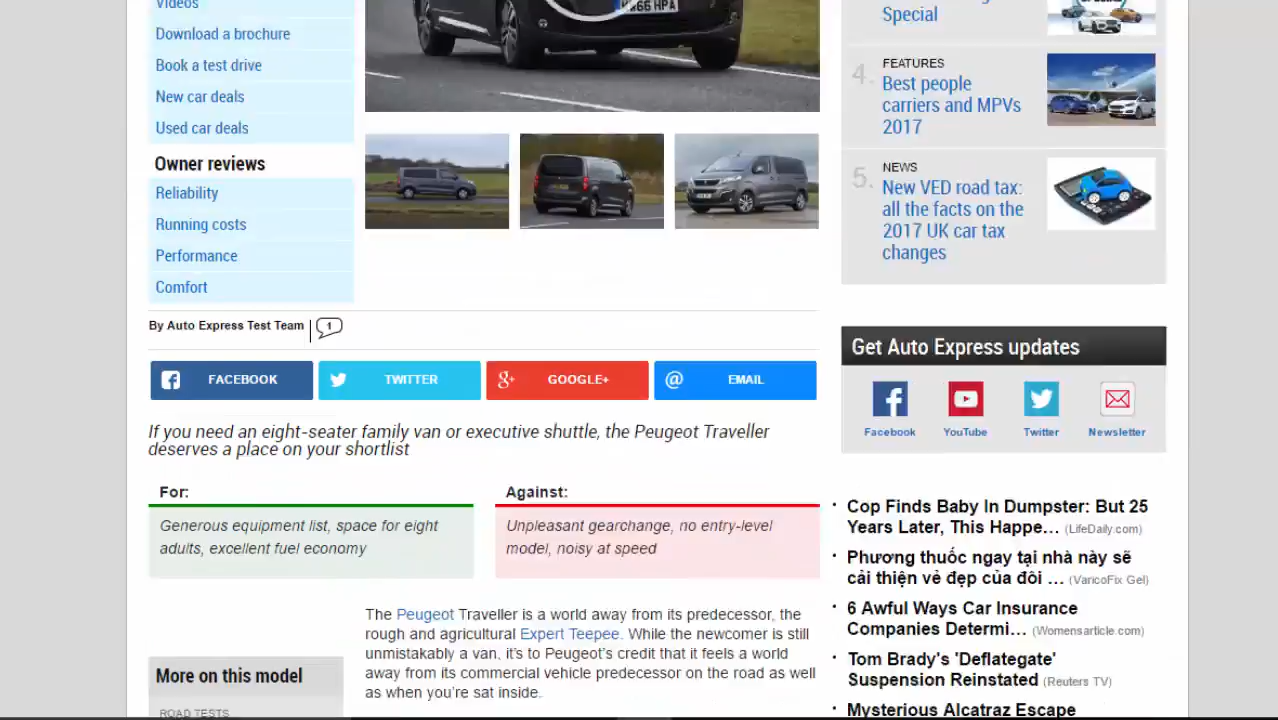 Videos
Download a brochure
Book a test drive
New car deals
Used car deals
Owner reviews
Reliability
Running costs
Performance
Comfort
By Auto Express Test Team
1
FACEBOOK
TWITTER
GOOGLE+
EMAIL
If you need an eight-seater family van or executive shuttle, the Peugeot Traveller
deserves a place on your shortlist
For:
Generous equipment list, space for eight
adults, excellent fuel economy
Against:
Unpleasant gearchange, no entry-level
model, noisy at speed
The Peugeot Traveller is a world away from its predecessor, the
rough and agricultural Expert Teepee. While the newcomer is still
unmistakably a van, it's to Peugeot's credit that it feels a world
away from its commercial vehicle predecessor on the road as well
as when you're sat inside.
More on this model
ROAD TESTS
Special
4.
FEATURES
Best people
carriers and MPVs
2017
5.
NEWS
New VED road tax:
all the facts on the
2017 UK car tax
changes
Get Auto Express updates
Facebook
YouTube
Twitter
Newsletter
Cop Finds Baby In Dumpster: But 25
Years Later, This Happe... (LifeDaily.com)
Phương thuốc ngay tại nhà này sẽ
cải thiện vẻ đẹp của đôi ... (VaricoFix Gel)
6 Awful Ways Car Insurance
Companies Determi... (Womensarticle.com)
Tom Brady's 'Deflategate'
Suspension Reinstated (Reuters TV)
Mysterious Alcatraz Escape